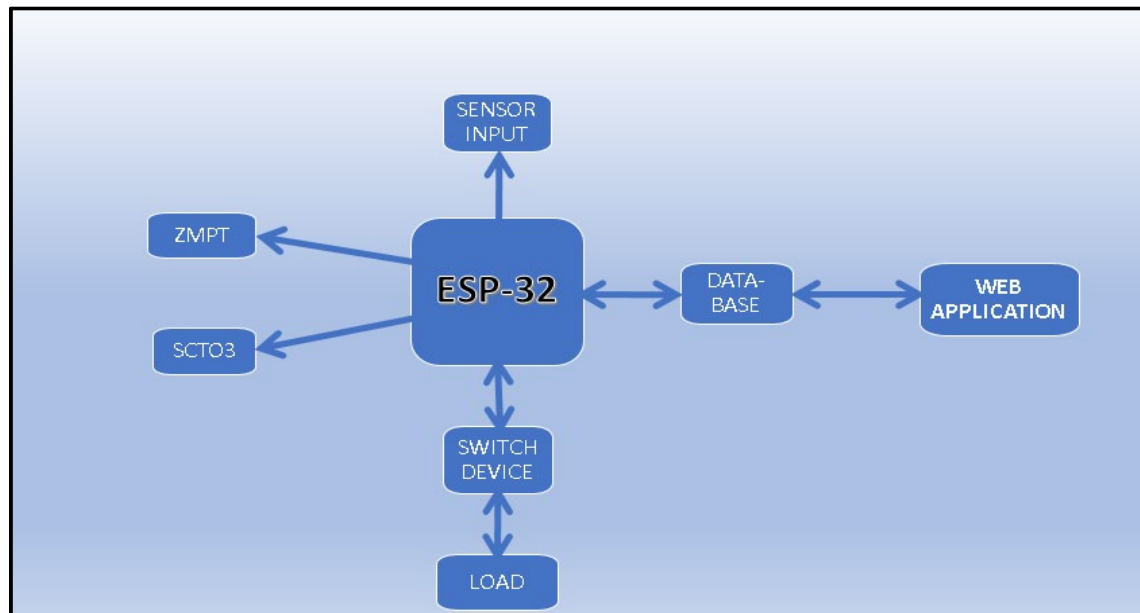 SENSOR
INPUT
ZMPT
ESP-32
DATA-
BASE
WEB
APPLICATION
SCTO3
SWITCH
DEVICE
LOAD